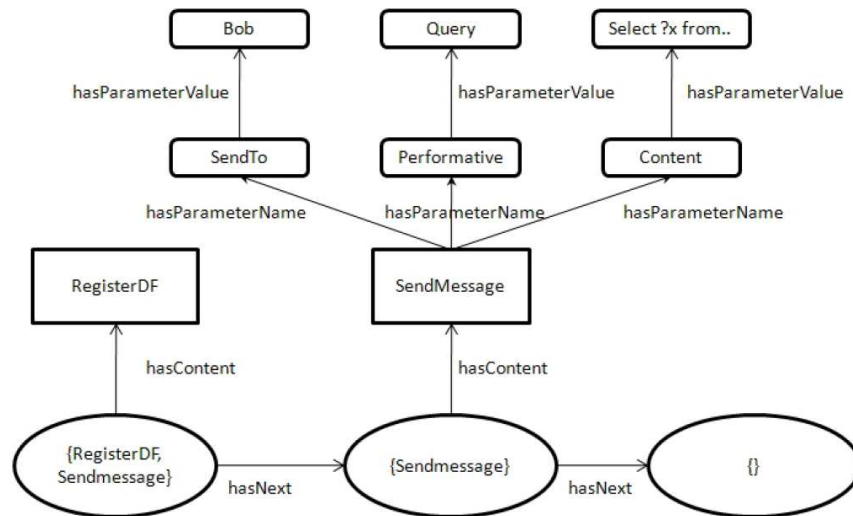 Bob
Query
Select ?x from..
hasParameterValue
hasParameterValue
hasParameterValue
SendTo
Performative
Content
hasParameterName
hasParameterName
hasParameterName
RegisterDF
SendMessage
hasContent
hasContent
{RegisterDF,
Sendmessage}
{Sendmessage}
{}
hasNext
hasNext